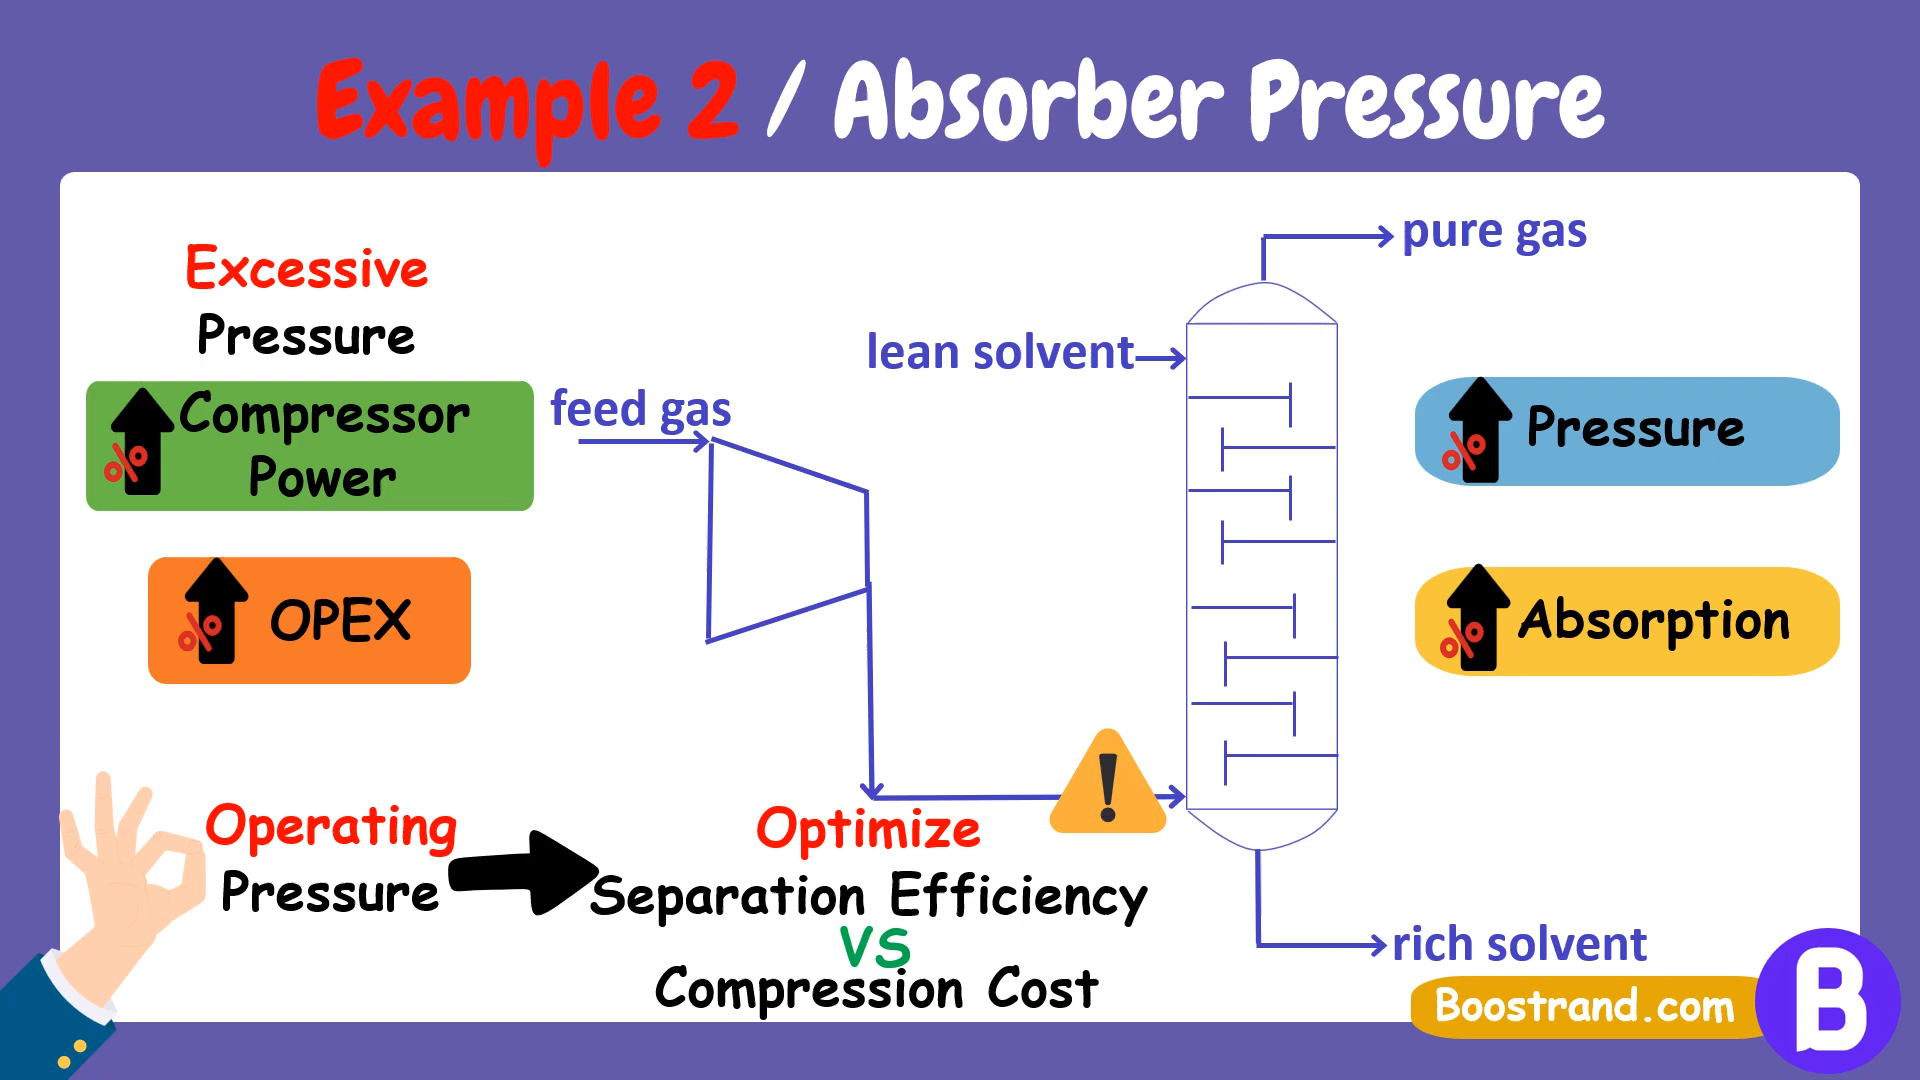 Example 2 / Absorber Pressure
Excessive
Pressure
% Compressor
Power
% OPEX
feed gas
lean solvent
pure gas
% Pressure
% Absorption
Operating
Pressure
Optimize
Separation Efficiency
VS
Compression Cost
rich solvent
Boostrand.com
B